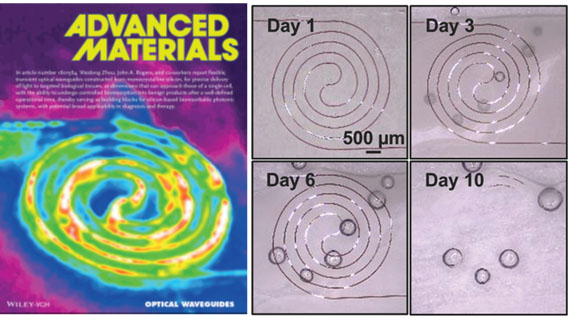 ADVANCED
MATERIALS
In article number 1807584, Weidong Zhou, John A. Rogers, and co-workers report flexible,
transient optical waveguides constructed from monocrystalline silicon, for precise delivery
of light to targeted biological tissues, at dimensions that can approach those of a single-cell,
with the ability to undergo controlled bioresorption into benign products after a well-defined
operational time, thereby serving as building blocks for silicon-based bioresorbable photonic
systems, with potential broad applicability in diagnosis and therapy.
WILEY-VCH
OPTICAL WAVEGUIDES
Day 1
500 µm
Day 3
Day 6
Day 10